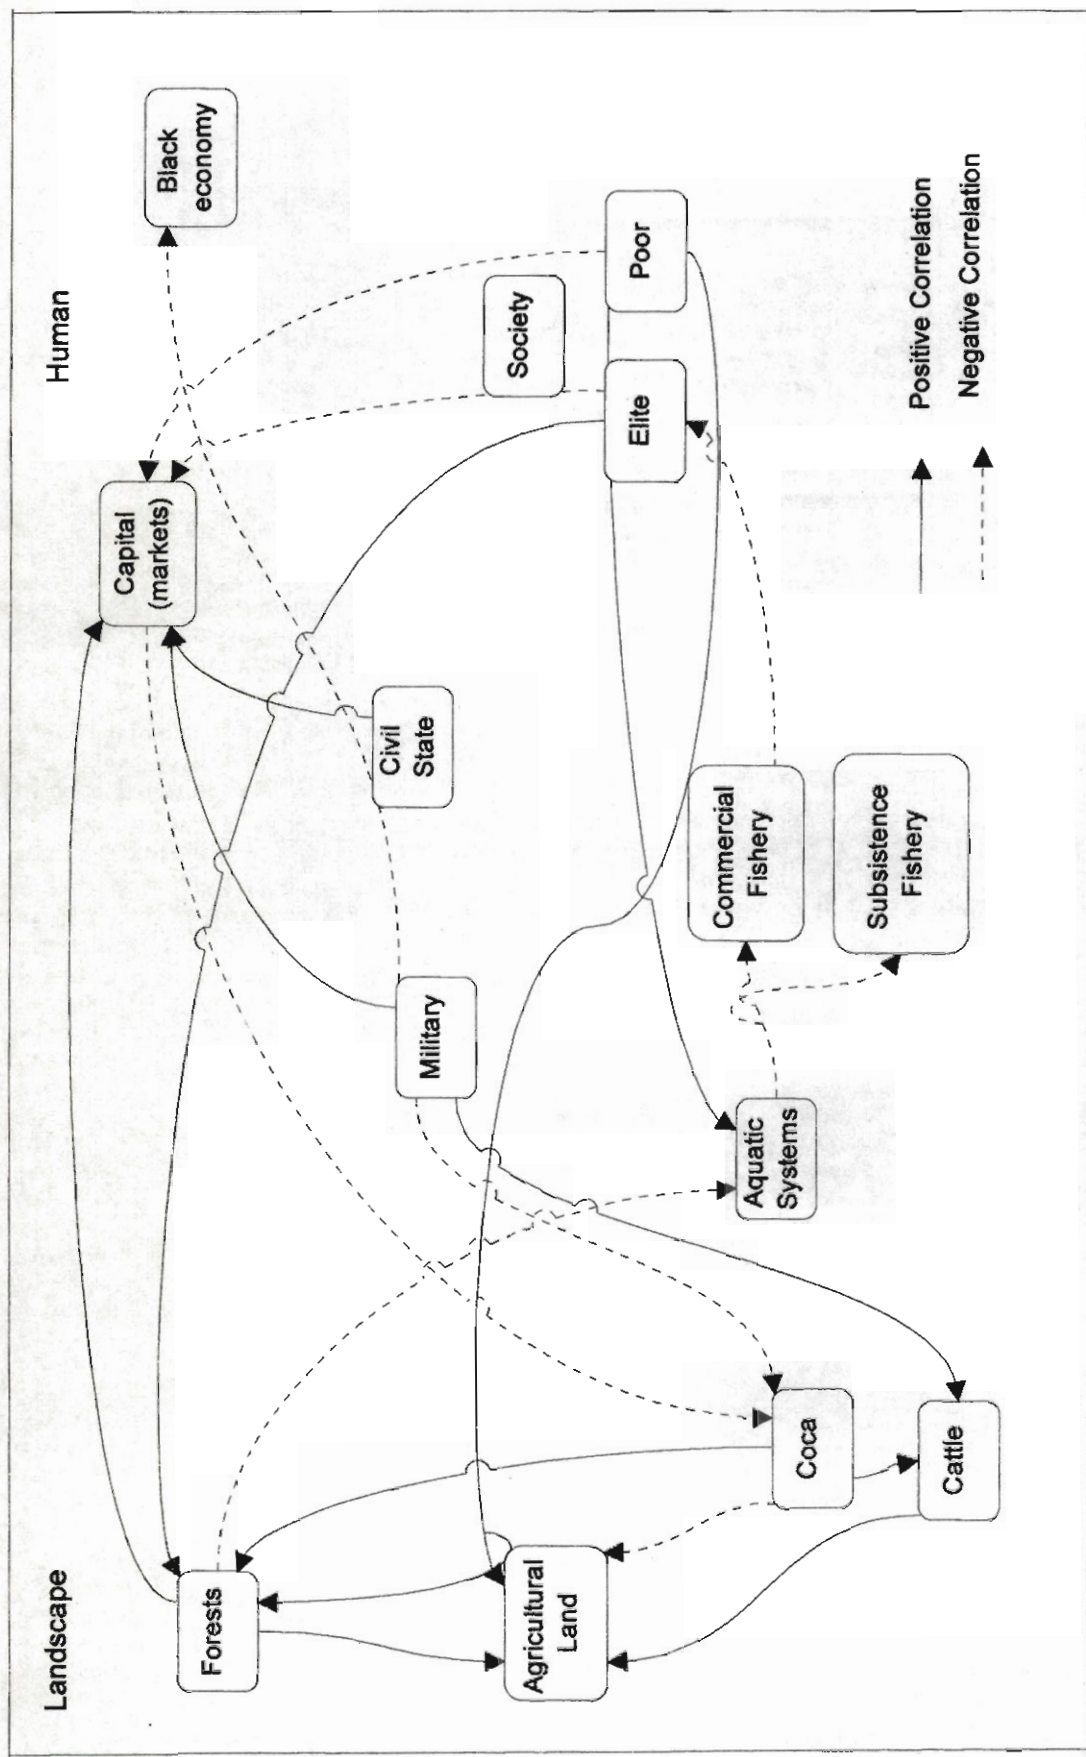 Landscape
Human
Forests
Capital
(markets)
Black
economy
Civil
State
Military
Society
Agricultural
Land
Elite
Poor
Aquatic
Systems
Commercial
Fishery
Coca
Subsistence
Fishery
Cattle
Positive Correlation
Negative Correlation